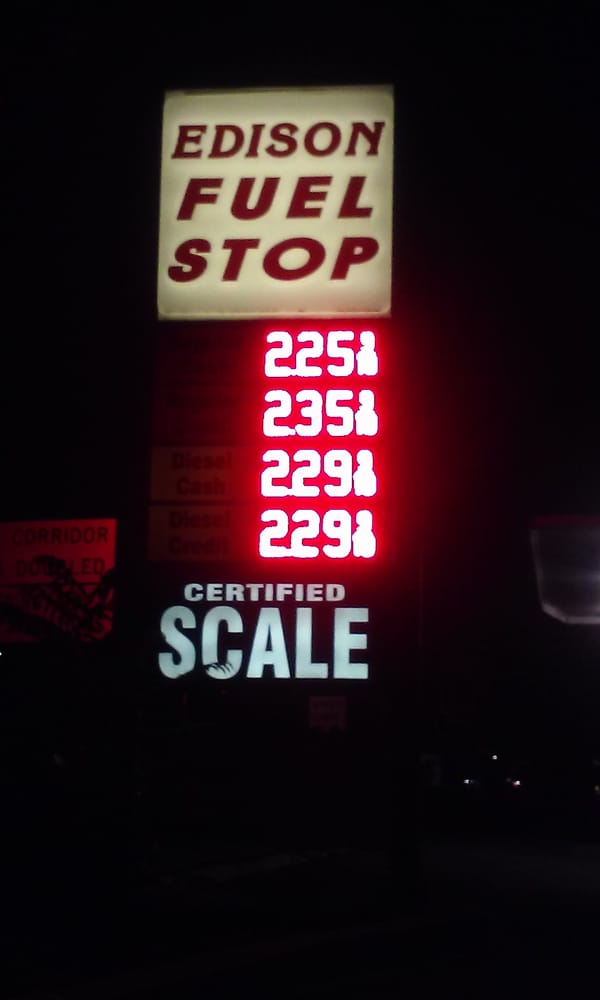 EDISON
FUEL
STOP
2.25
2.35
Diesel
Cash
2.29
Diesel
Credit
2.29
CERTIFIED
SCALE
CORRIDOR